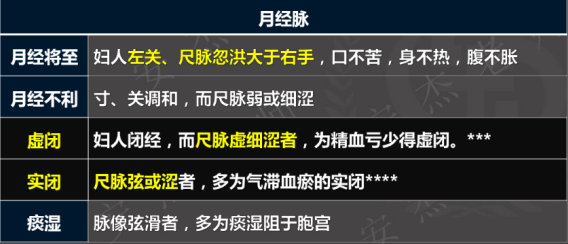 月经脉
月经将至 妇人左关、尺脉忽洪大于右手，口不苦，身不热，腹不胀
月经不利 寸、关调和，而尺脉弱或细涩
虚闭 妇人闭经，而尺脉虚细涩者，为精血亏少得虚闭。***
实闭 尺脉弦或涩者，多为气滞血瘀的实闭****
痰湿 脉像弦滑者，多为痰湿阻于胞宫